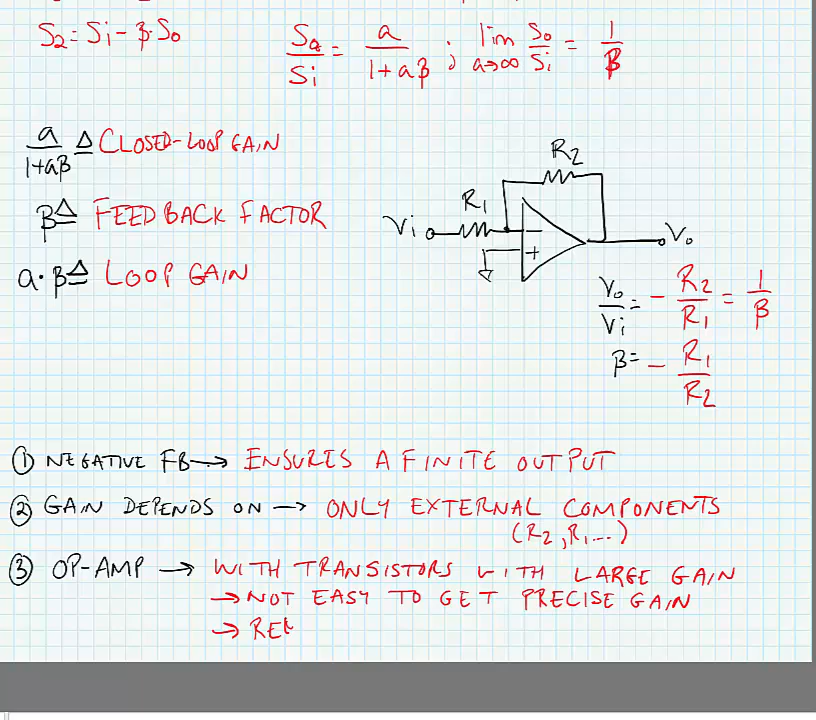 S2 = Si - β·So
So/Si = a/(1+aβ) ; lim a→∞ So/Si = 1/β
a/(1+aβ) ≜ CLOSED-LOOP GAIN
β ≜ FEEDBACK FACTOR
a·β ≜ LOOP GAIN
R2
R1
Vi
Vo
-
+
Vo/Vi = - R2/R1 = 1/β
β = - R1/R2
① NEGATIVE FB → ENSURES A FINITE OUTPUT
② GAIN DEPENDS ON → ONLY EXTERNAL COMPONENTS
(R2, R1 ...)
③ OP-AMP → WITH TRANSISTORS WITH LARGE GAIN
→ NOT EASY TO GET PRECISE GAIN
→ RE